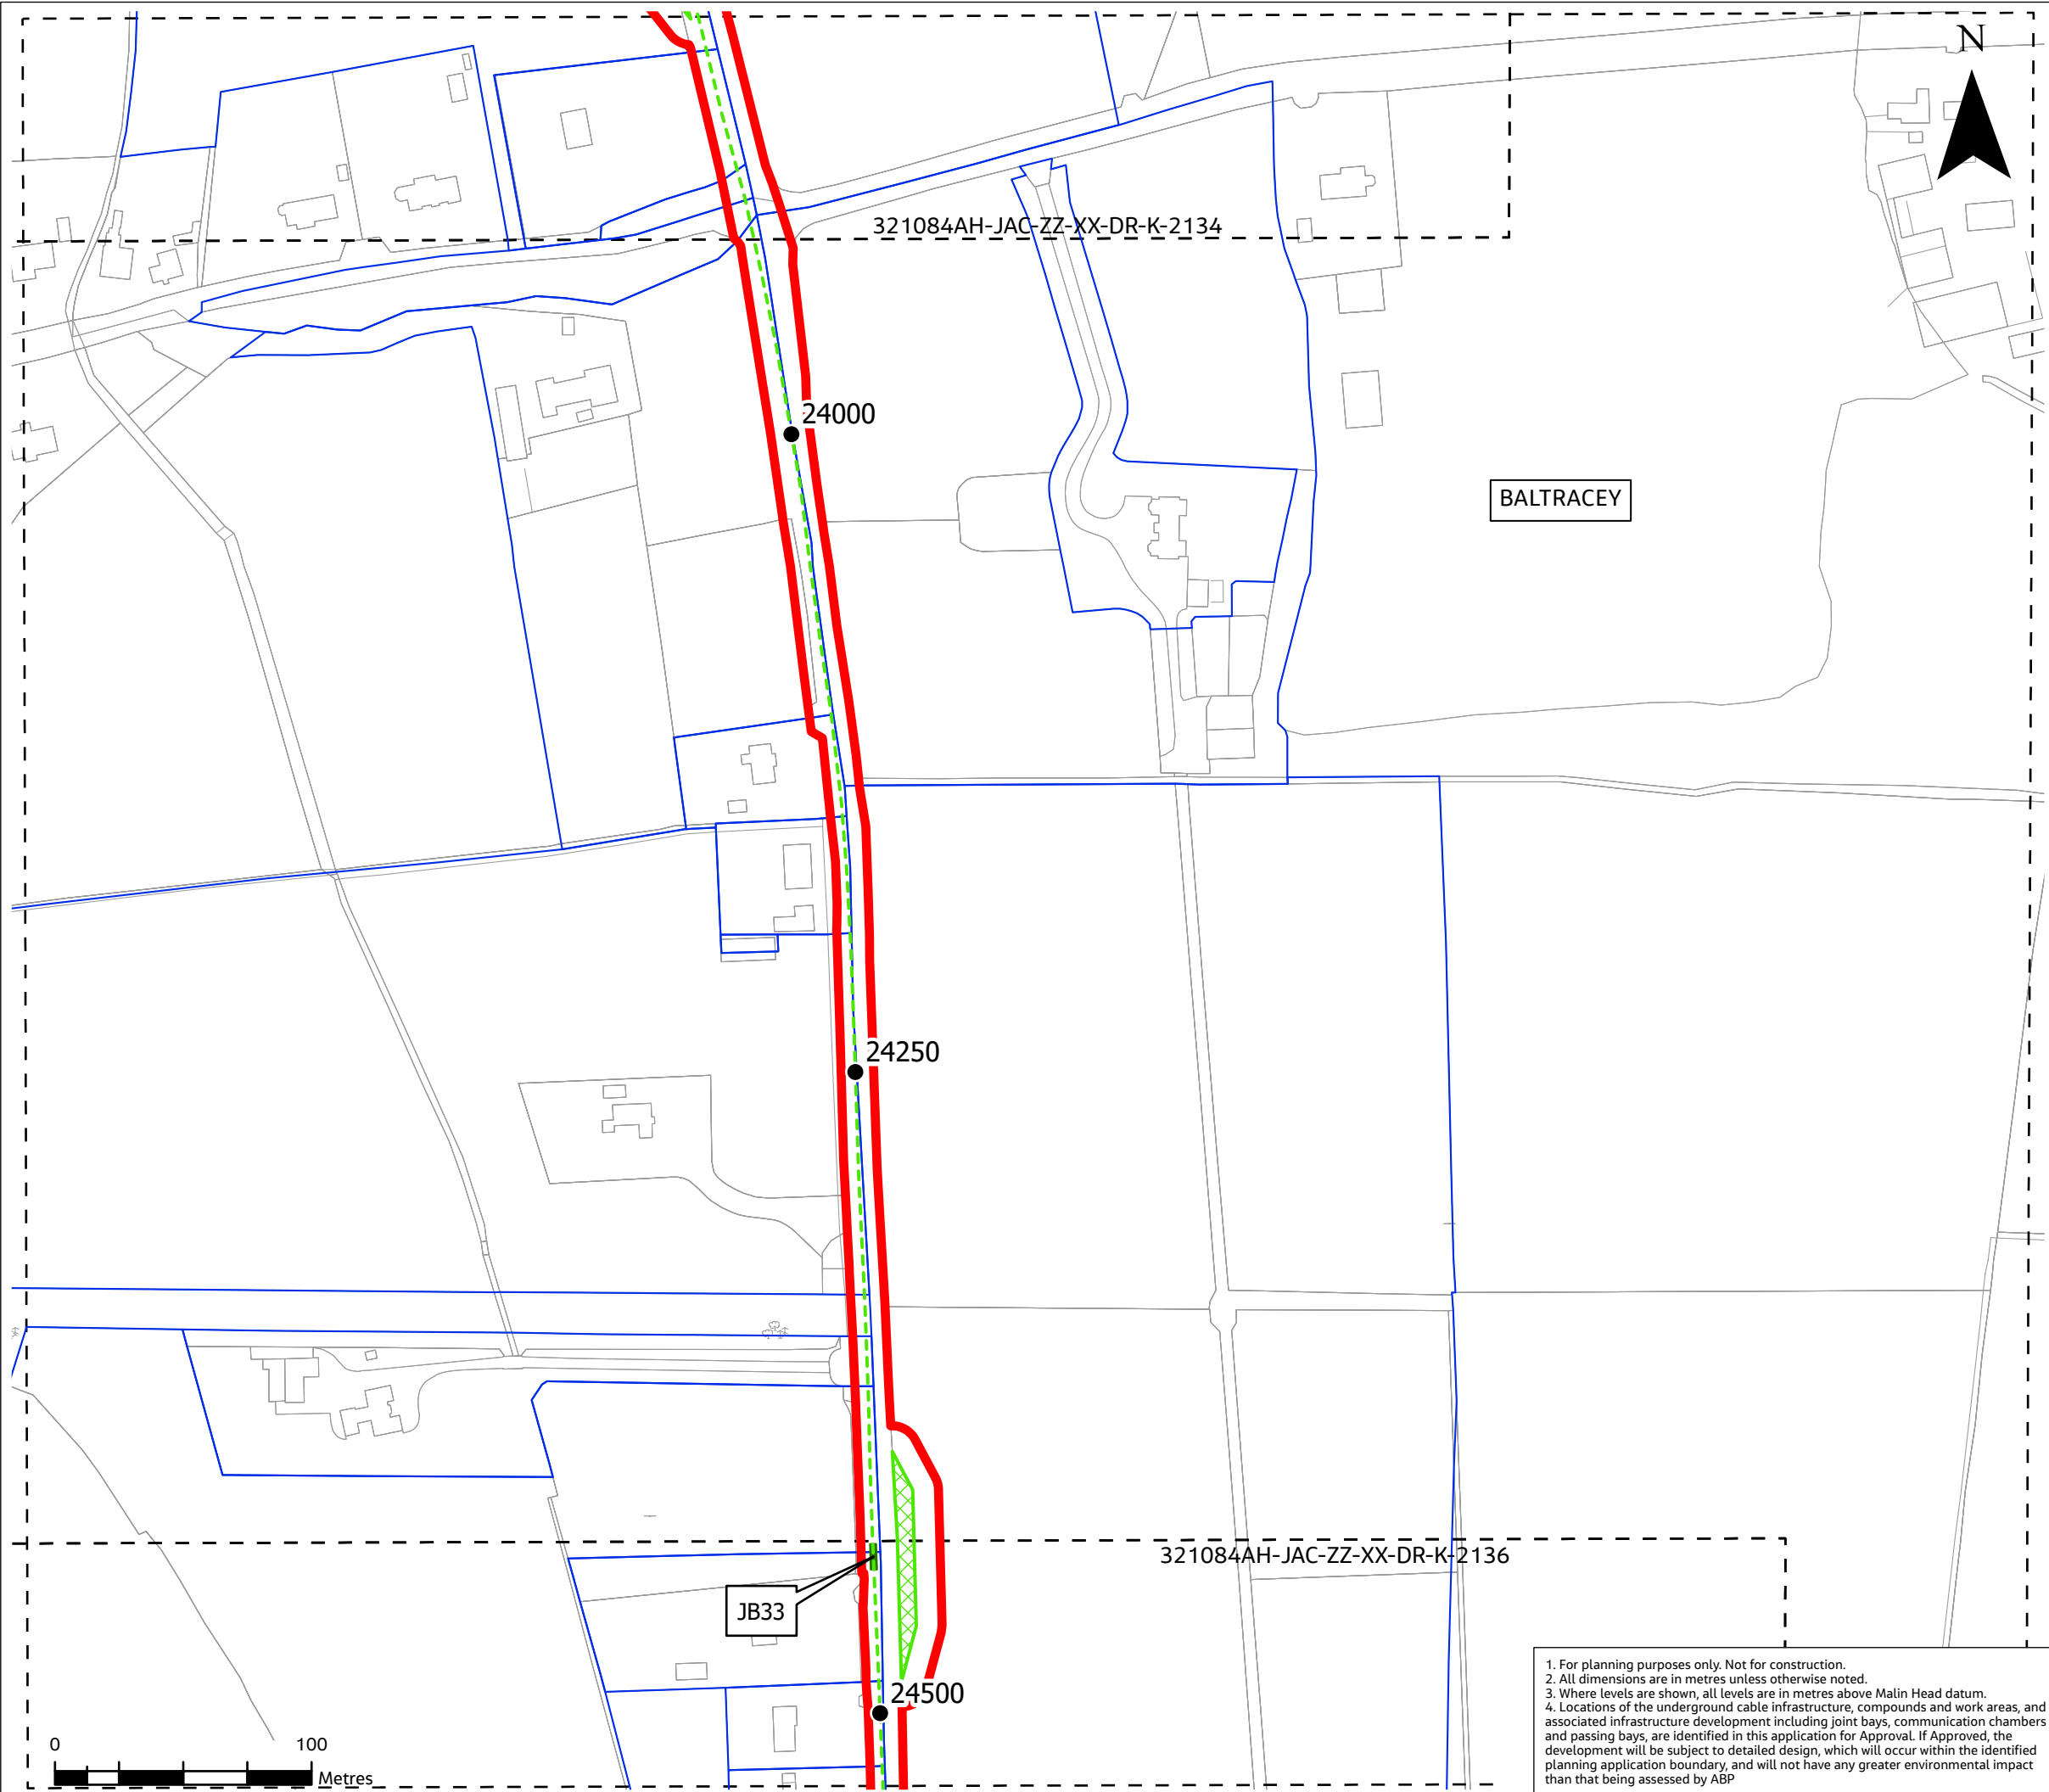 N
321084AH-JAC-ZZ-XX-DR-K-2134
24000
BALTRACEY
24250
321084AH-JAC-ZZ-XX-DR-K-2136
JB33
24500
0 100
Metres
1. For planning purposes only. Not for construction.
2. All dimensions are in metres unless otherwise noted.
3. Where levels are shown, all levels are in metres above Malin Head datum.
4. Locations of the underground cable infrastructure, compounds and work areas, and
associated infrastructure development including joint bays, communication chambers
and passing bays, are identified in this application for Approval. If Approved, the
development will be subject to detailed design, which will occur within the identified
planning application boundary, and will not have any greater environmental impact
than that being assessed by ABP